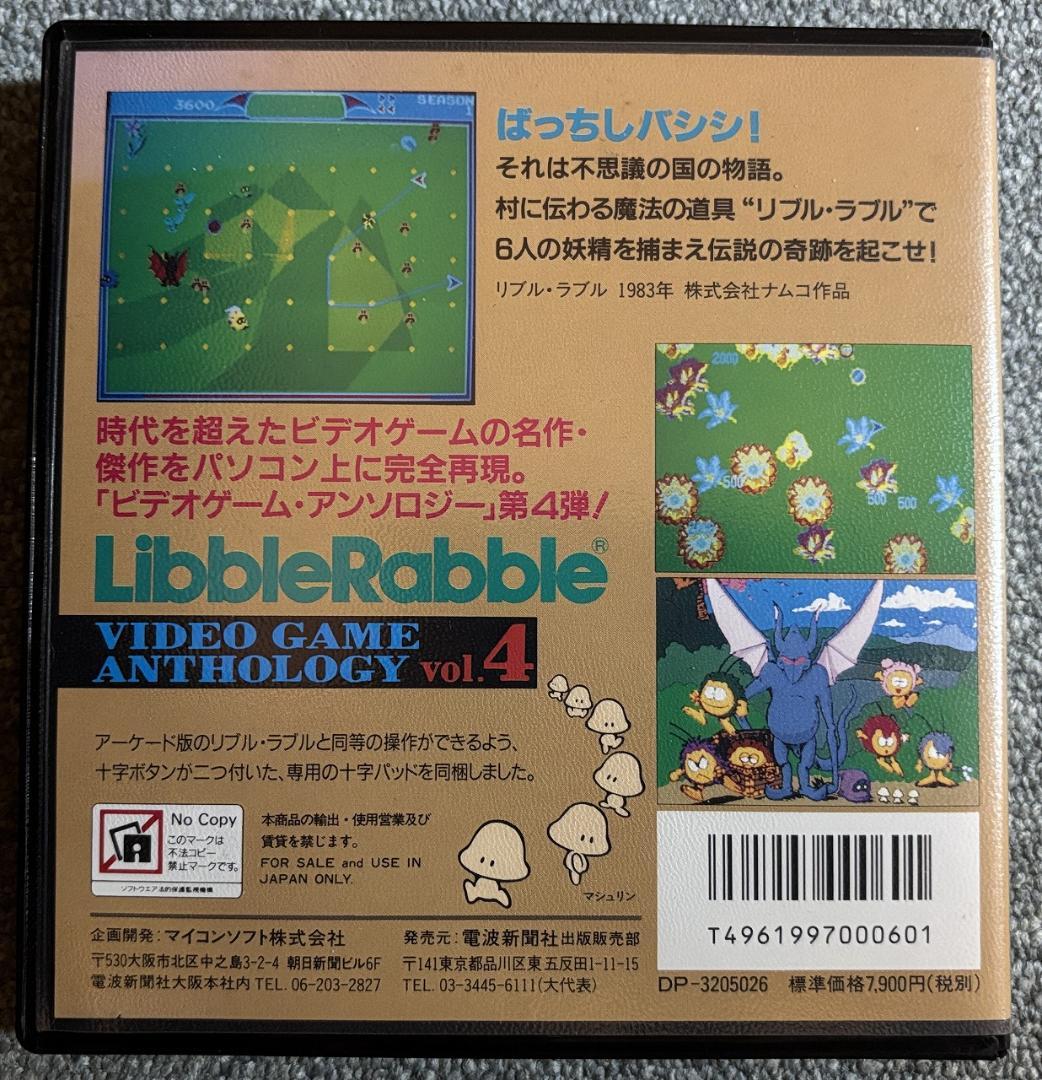 3600
SEASON
1
ばっちしバシシ!
それは不思議の国の物語。
村に伝わる魔法の道具“リブル・ラブル”で
6人の妖精を捕まえ伝説の奇跡を起こせ!
リブル・ラブル 1983年 株式会社ナムコ作品
2000
500
500
500
時代を超えたビデオゲームの名作・
傑作をパソコン上に完全再現。
「ビデオゲーム・アンソロジー」第4弾!
LibbleRabble®
VIDEO GAME
ANTHOLOGY vol.4
アーケード版のリブル・ラブルと同等の操作ができるよう、
十字ボタンが二つ付いた、専用の十字パッドを同梱しました。
No Copy
このマークは
不法コピー
禁止マークです。
ソフトウエア法的保護監視機構
本商品の輸出・使用営業及び
賃貸を禁じます。
FOR SALE and USE IN
JAPAN ONLY.
マシュリン
企画開発:マイコンソフト株式会社
〒530大阪市北区中之島3-2-4 朝日新聞ビル6F
電波新聞社大阪本社内 TEL. 06-203-2827
発売元:電波新聞社出版販売部
〒141東京都品川区東五反田1-11-15
TEL. 03-3445-6111(大代表)
T4961997000601
DP-3205026 標準価格7,900円(税別)